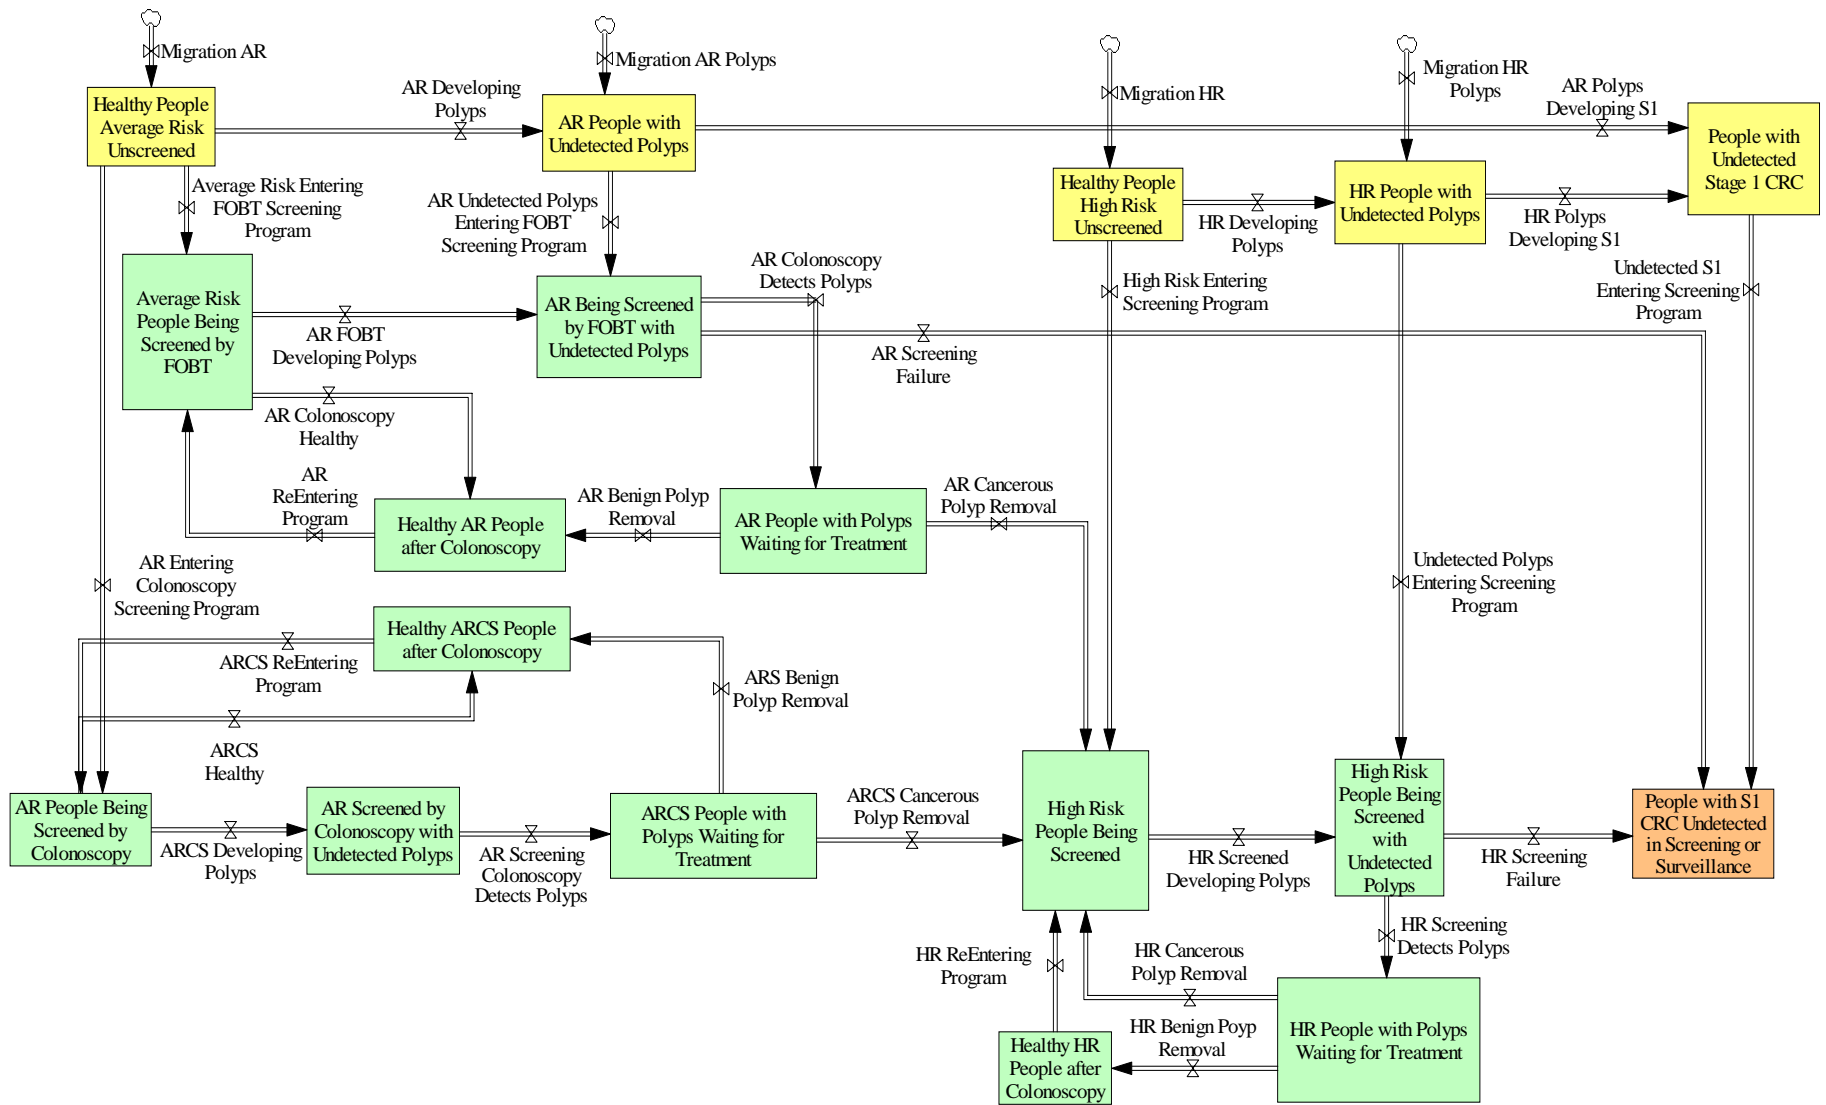 Migration AR
Migration AR Polyps
Migration HR
Migration HR
Polyps
AR Polyps
Developing S1
Healthy People
Average Risk
Unscreened
AR Developing
Polyps
AR People with
Undetected Polyps
People with
Undetected
Stage 1 CRC
Healthy People
High Risk
Unscreened
HR Developing
Polyps
HR People with
Undetected Polyps
HR Polyps
Developing S1
Average Risk Entering
FOBT Screening
Program
AR Undetected Polyps
Entering FOBT
Screening Program
AR Colonoscopy
Detects Polyps
High Risk Entering
Screening Program
Undetected S1
Entering Screening
Program
Average Risk
People Being
Screened by
FOBT
AR FOBT
Developing Polyps
AR Being Screened
by FOBT with
Undetected Polyps
AR Screening
Failure
AR Colonoscopy
Healthy
AR
ReEntering
Program
Healthy AR People
after Colonoscopy
AR Benign Polyp
Removal
AR People with Polyps
Waiting for Treatment
AR Cancerous
Polyp Removal
AR Entering
Colonoscopy
Screening Program
Undetected Polyps
Entering Screening
Program
Healthy ARCS People
after Colonoscopy
ARCS ReEntering
Program
ARS Benign
Polyp Removal
ARCS
Healthy
AR People Being
Screened by
Colonoscopy
ARCS Developing
Polyps
AR Screened by
Colonoscopy with
Undetected Polyps
AR Screening
Colonoscopy
Detects Polyps
ARCS People with
Polyps Waiting for
Treatment
ARCS Cancerous
Polyp Removal
High Risk
People Being
Screened
HR Screened
Developing Polyps
High Risk
People Being
Screened
with
Undetected
Polyps
HR Screening
Failure
People with S1
CRC Undetected
in Screening or
Surveillance
HR Screening
Detects Polyps
HR ReEntering
Program
HR Cancerous
Polyp Removal
HR Benign Poyp
Removal
Healthy HR
People after
Colonoscopy
HR People with Polyps
Waiting for Treatment